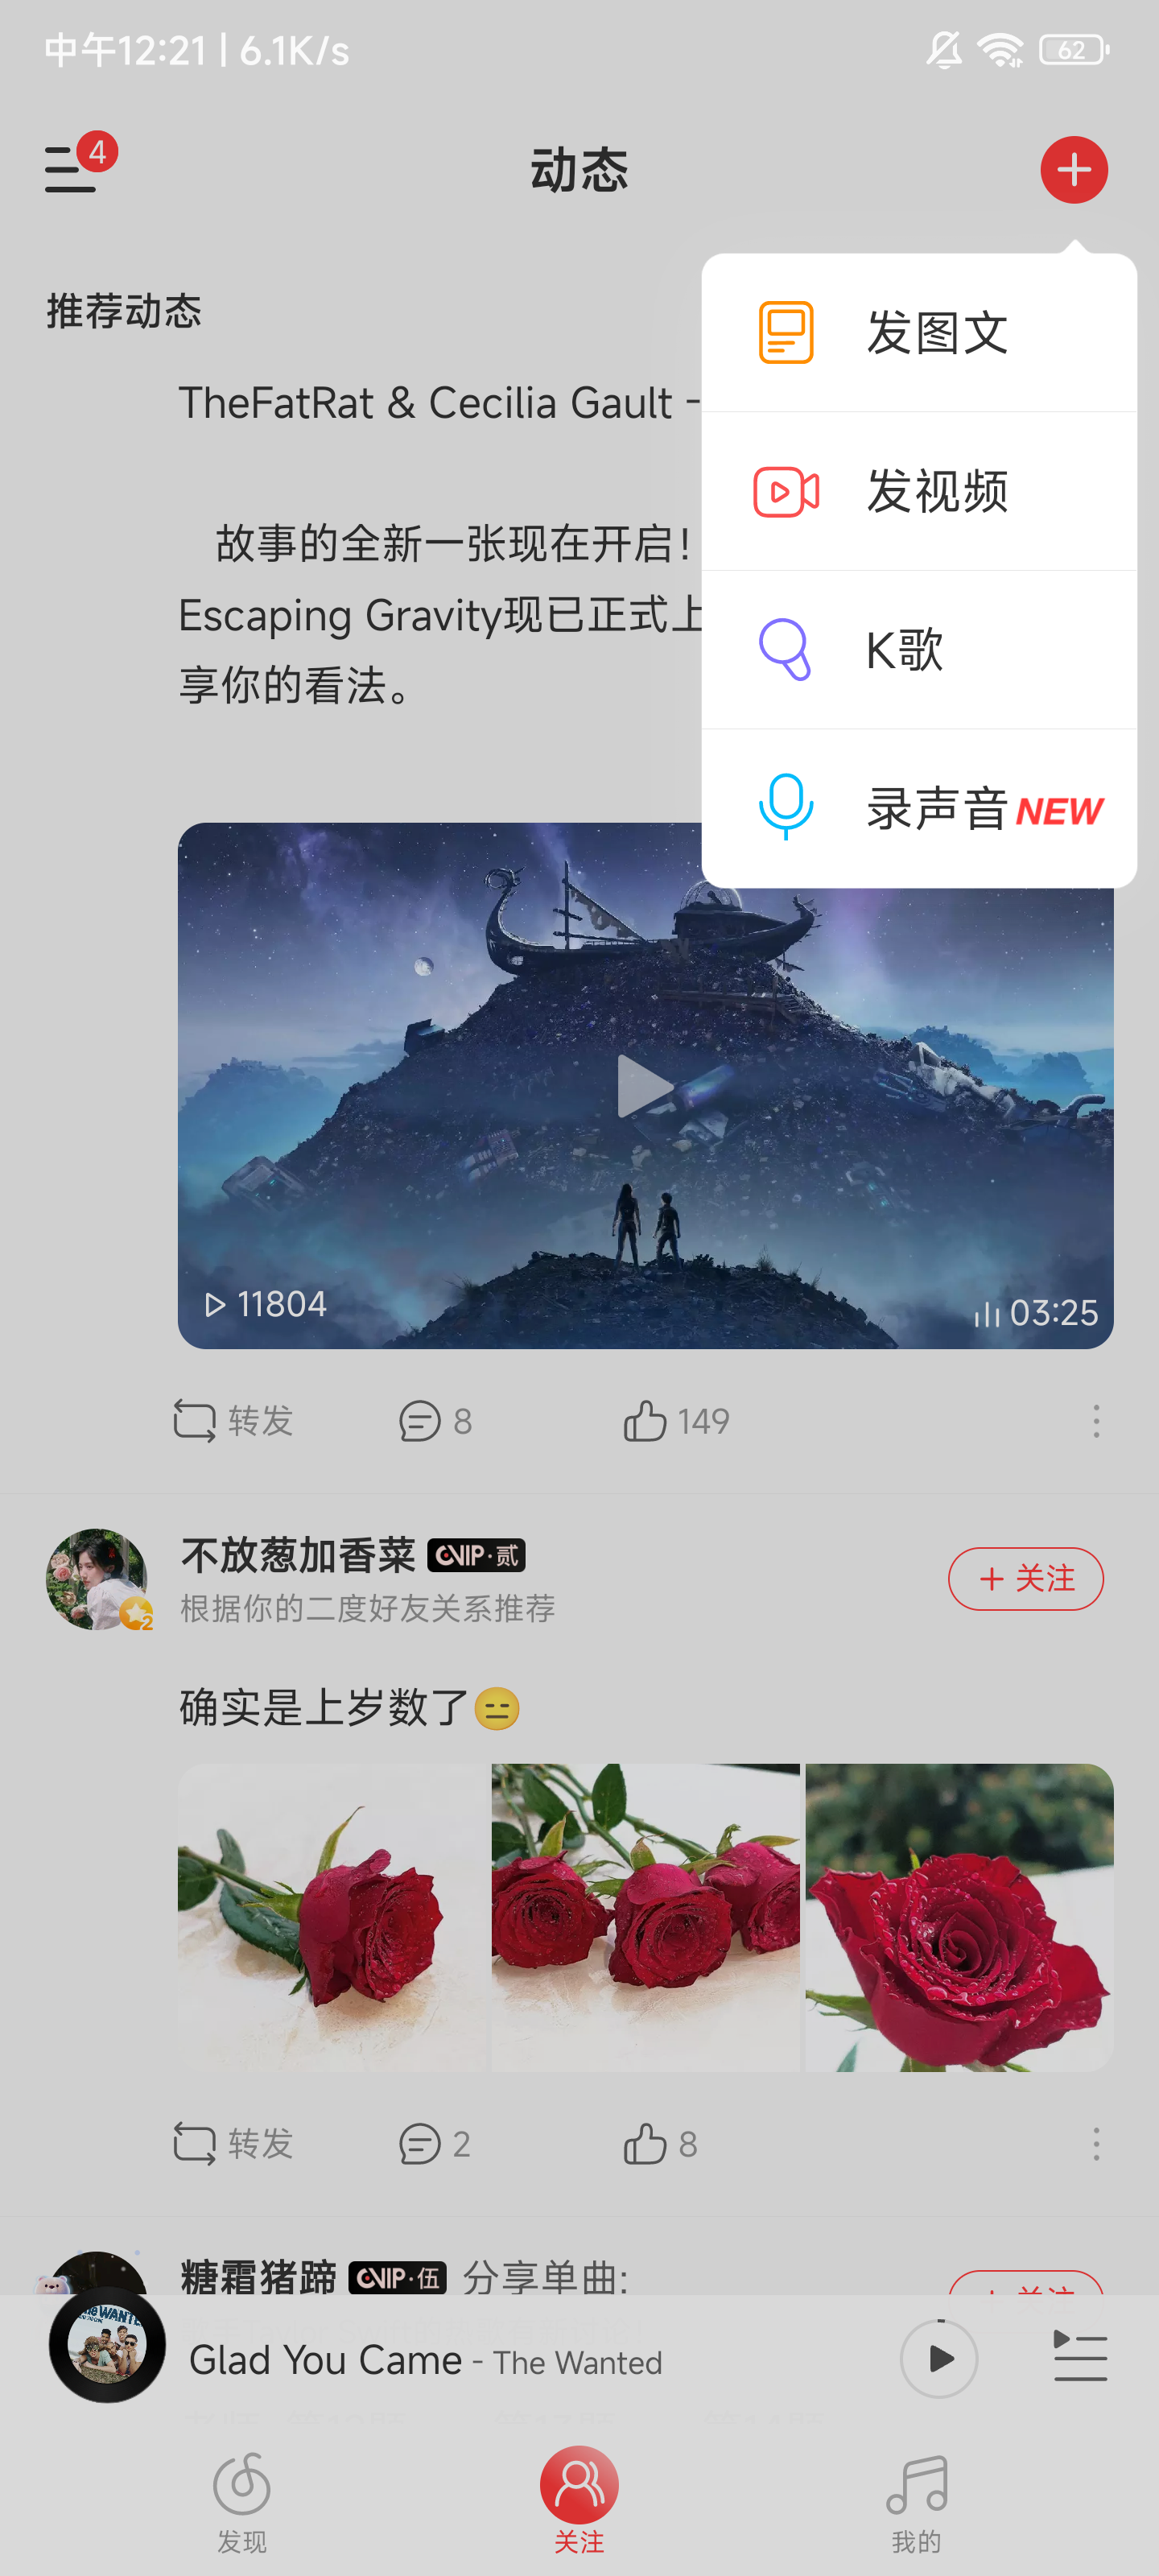 中午12:21 | 6.1K/s
62
4
动态
推荐动态
发图文
发视频
K歌
录声音 NEW
TheFatRat & Cecilia Gault -
故事的全新一张现在开启！
Escaping Gravity现已正式上
享你的看法。
11804
03:25
转发
8
149
不放葱加香菜 VIP·贰
根据你的二度好友关系推荐
+ 关注
2
确实是上岁数了😑
转发
2
8
糖霜猪蹄 VIP·伍 分享单曲:
+ 关注
The WANTED
Glad You Came - The Wanted
发现
关注
我的